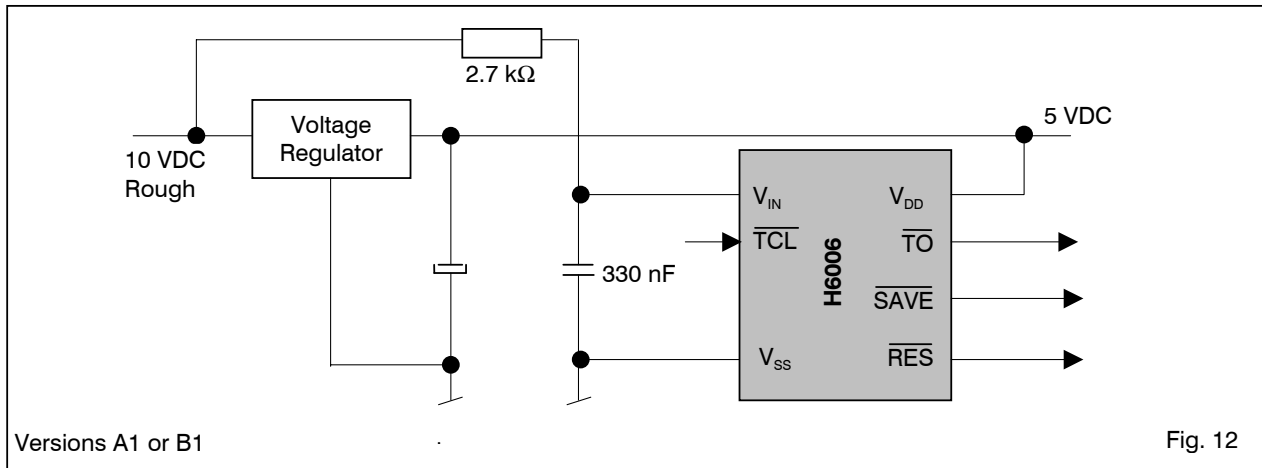 2.7 kΩ
Voltage
Regulator
5 VDC
10 VDC
Rough
V_IN
V_DD
TCL
TO
H6006
330 nF
SAVE
V_SS
RES
Versions A1 or B1
Fig. 12